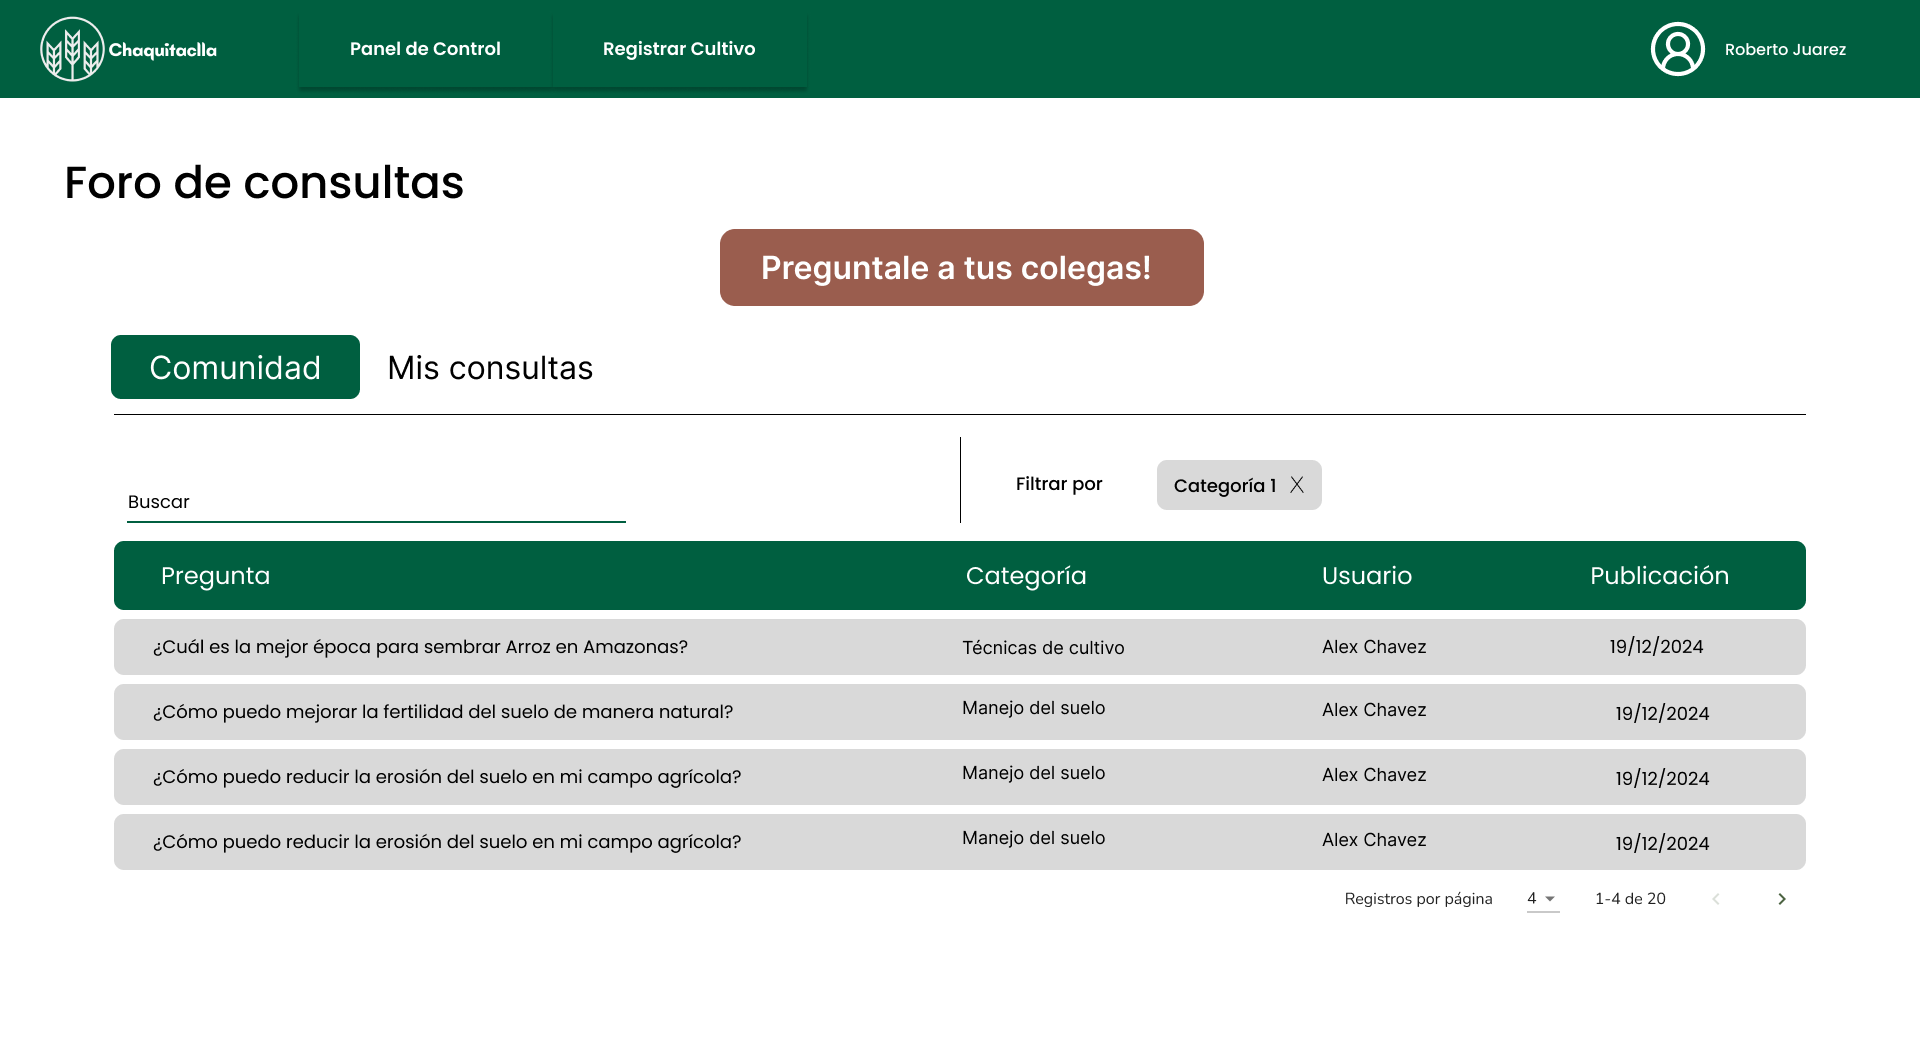 Chaquitaclla
Panel de Control
Registrar Cultivo
Roberto Juarez
Foro de consultas
Preguntale a tus colegas!
Comunidad
Mis consultas
Buscar
Filtrar por
Categoría 1 X
Pregunta Categoría Usuario Publicación
¿Cuál es la mejor época para sembrar Arroz en Amazonas? Técnicas de cultivo Alex Chavez 19/12/2024
¿Cómo puedo mejorar la fertilidad del suelo de manera natural? Manejo del suelo Alex Chavez 19/12/2024
¿Cómo puedo reducir la erosión del suelo en mi campo agrícola? Manejo del suelo Alex Chavez 19/12/2024
¿Cómo puedo reducir la erosión del suelo en mi campo agrícola? Manejo del suelo Alex Chavez 19/12/2024
Registros por página 4 1-4 de 20